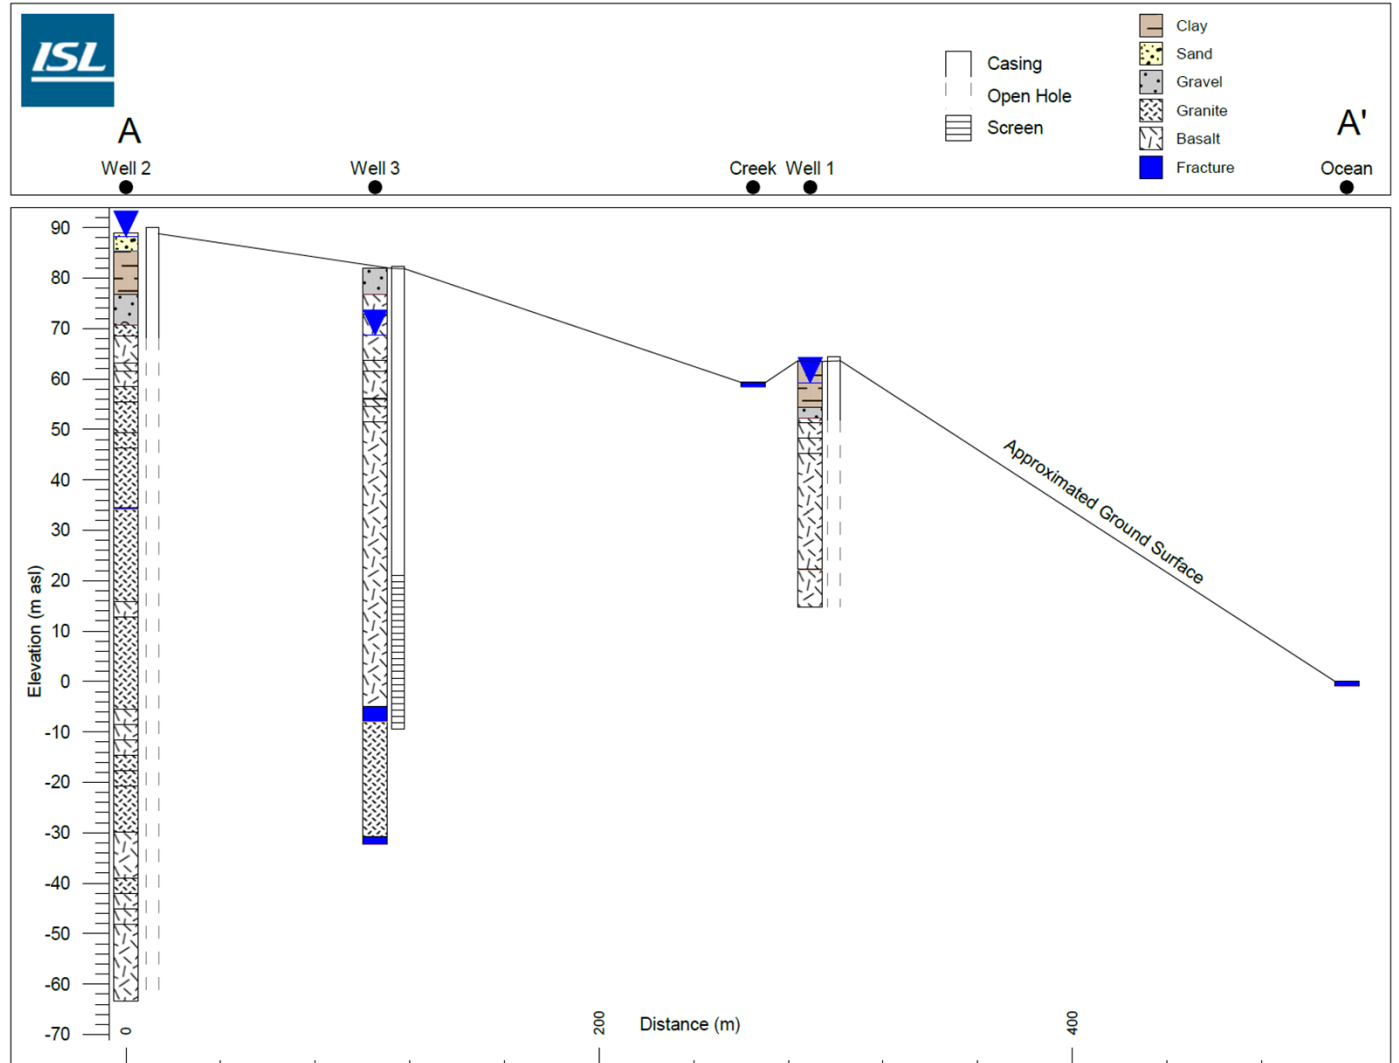 ISL
A
A'
Casing
Open Hole
Screen
Clay
Sand
Gravel
Granite
Basalt
Fracture
Well 2
Well 3
Creek
Well 1
Ocean
90
80
70
60
50
40
30
20
10
0
-10
-20
-30
-40
-50
-60
-70
Elevation (m asl)
Approximated Ground Surface
0
200
Distance (m)
400